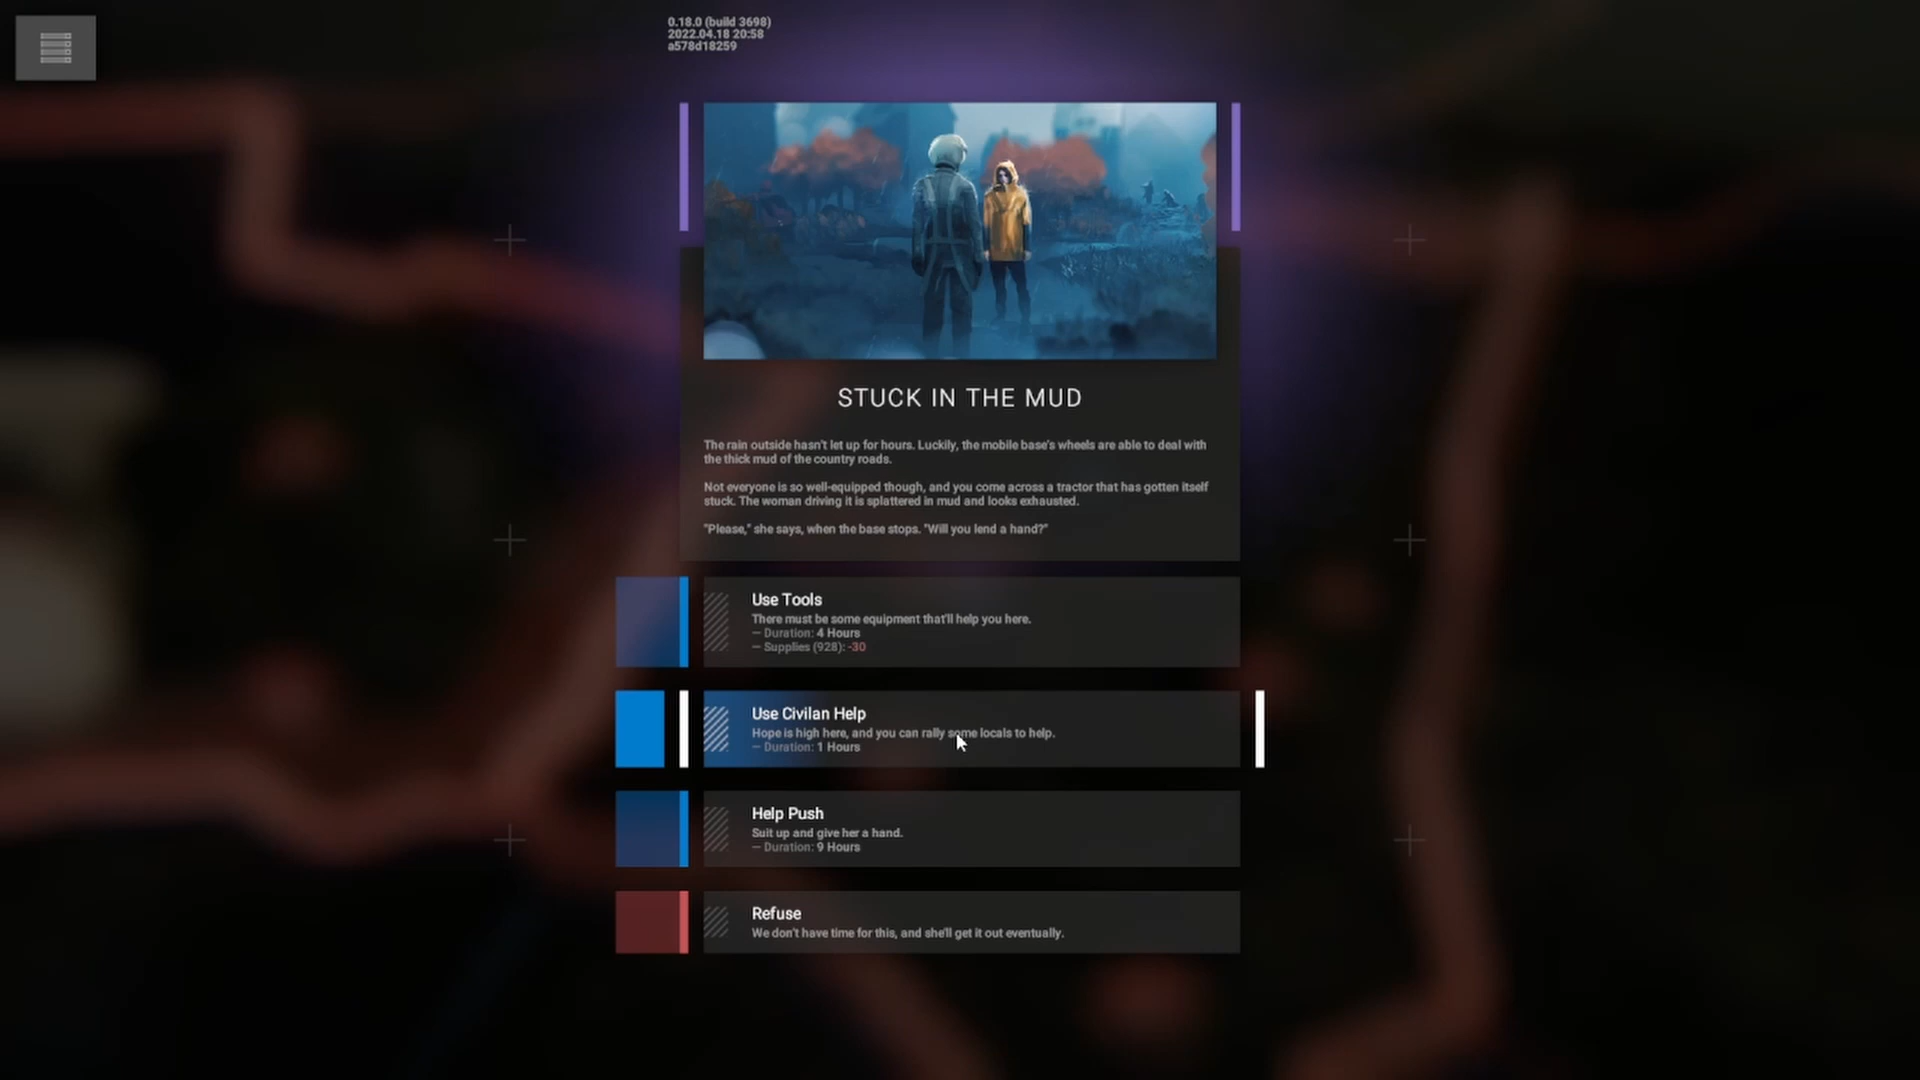 0.18.0 (build 3698)
2022.04.18 20:58
a578d18259
STUCK IN THE MUD
The rain outside hasn't let up for hours. Luckily, the mobile base's wheels are able to deal with
the thick mud of the country roads.
Not everyone is so well-equipped though, and you come across a tractor that has gotten itself
stuck. The woman driving it is splattered in mud and looks exhausted.
"Please," she says, when the base stops. "Will you lend a hand?"
Use Tools
There must be some equipment that'll help you here.
— Duration: 4 Hours
— Supplies (928): -30
Use Civilan Help
Hope is high here, and you can rally some locals to help.
— Duration: 1 Hours
Help Push
Suit up and give her a hand.
— Duration: 9 Hours
Refuse
We don't have time for this, and she'll get it out eventually.